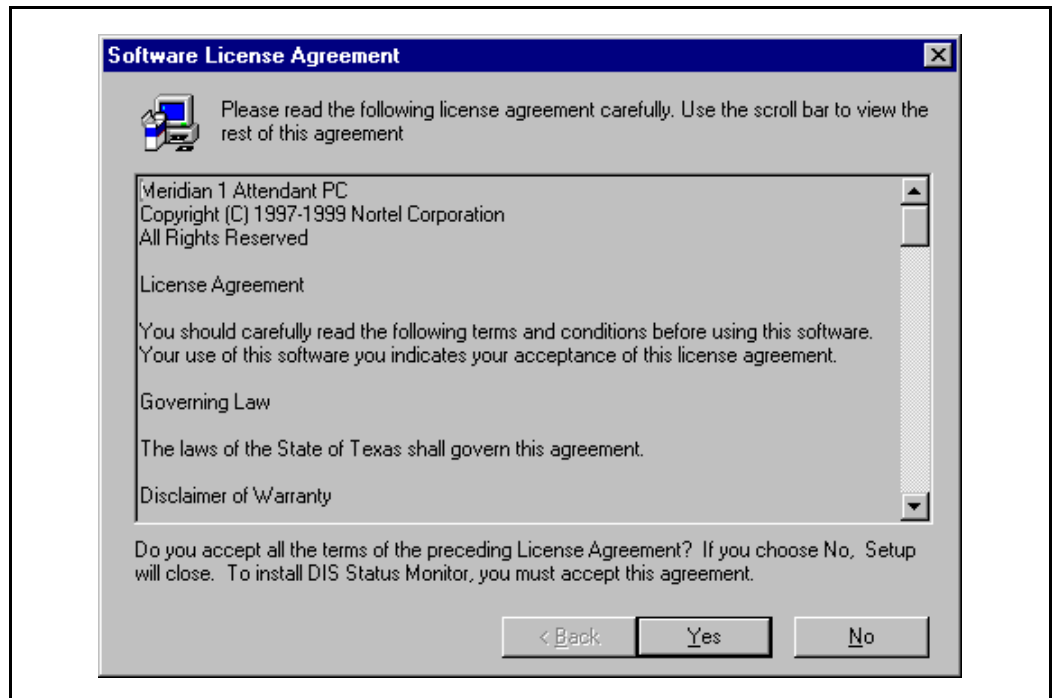 Software License Agreement
Please read the following license agreement carefully. Use the scroll bar to view the
rest of this agreement
Meridian 1 Attendant PC
Copyright (C) 1997-1999 Nortel Corporation
All Rights Reserved
License Agreement
You should carefully read the following terms and conditions before using this software.
Your use of this software you indicates your acceptance of this license agreement.
Governing Law
The laws of the State of Texas shall govern this agreement.
Disclaimer of Warranty
Do you accept all the terms of the preceding License Agreement?  If you choose No,  Setup
will close.  To install DIS Status Monitor, you must accept this agreement.
< Back
Yes
No